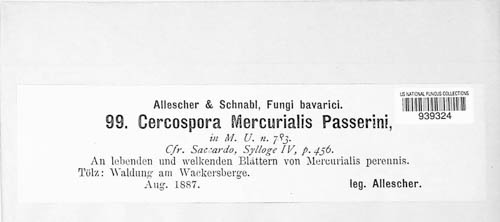 Allescher & Schnabl, Fungi bavarici.
99. Cercospora Mercurialis Passerini,
in M. U. n. 783.
Cfr. Saccardo, Sylloge IV, p. 456.
An lebenden und welkenden Blättern von Mercurialis perennis.
Tölz: Waldung am Wackersberge.
Aug. 1887. leg. Allescher.
US NATIONAL FUNGUS COLLECTIONS
939324